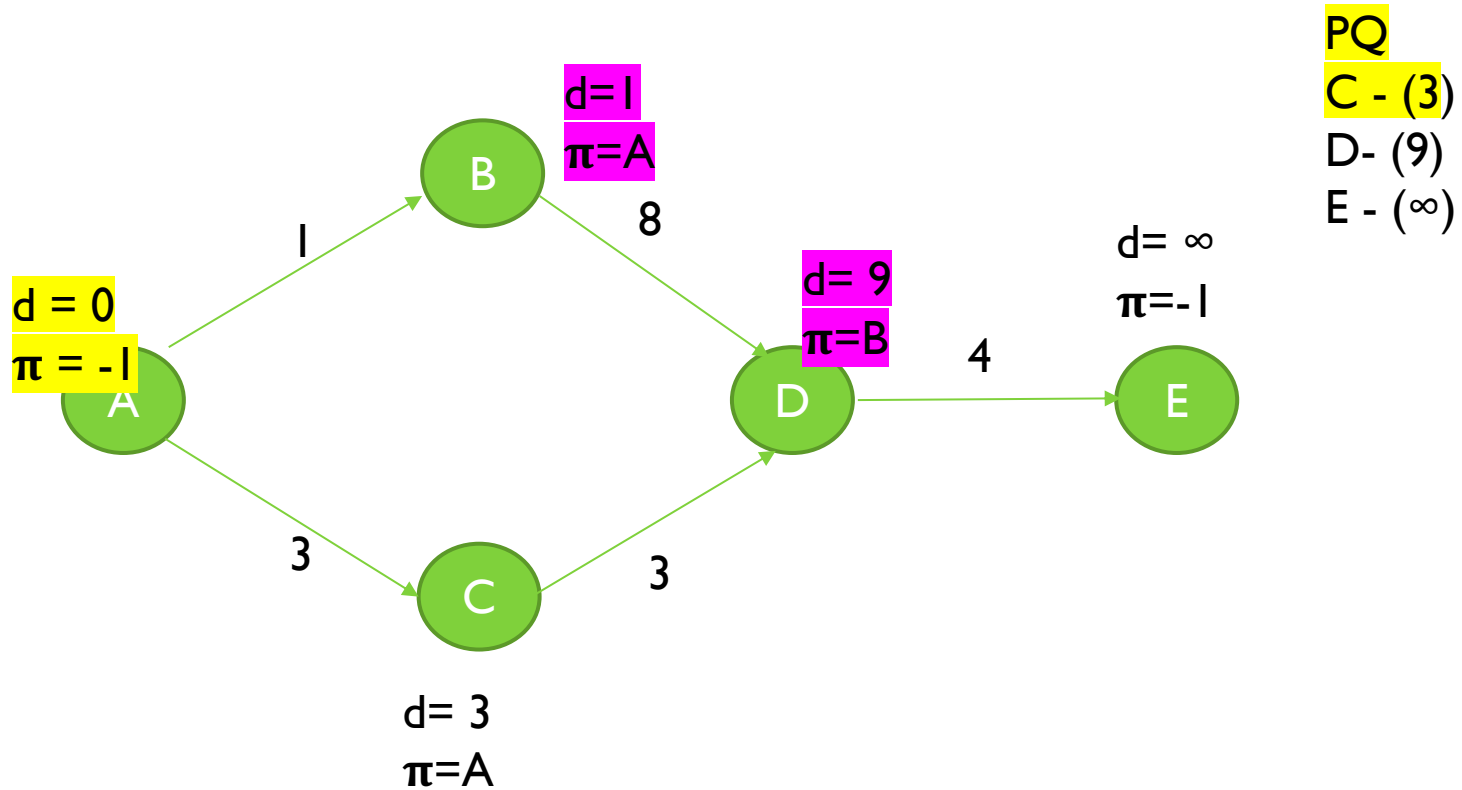 PQ
C - (3)
D- (9)
E - (∞)
d=1
π=A
B
8
1
d= ∞
π=-1
d= 9
π=B
d = 0
π = -1
A
D
4
E
3
C
3
d= 3
π=A